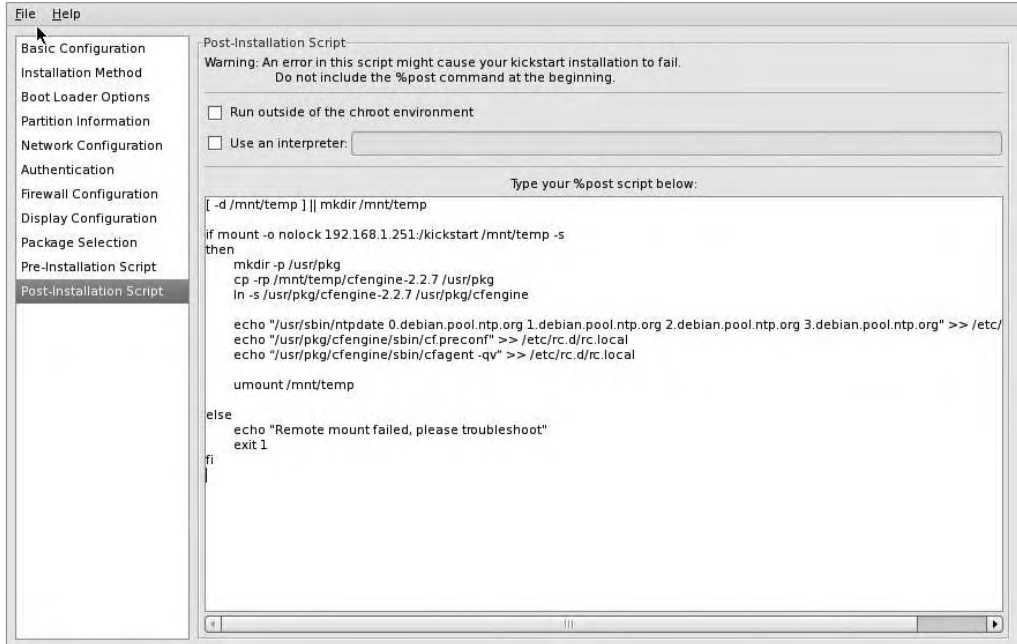 File Help
Basic Configuration
Installation Method
Boot Loader Options
Partition Information
Network Configuration
Authentication
Firewall Configuration
Display Configuration
Package Selection
Pre-Installation Script
Post-Installation Script
Post-Installation Script
Warning: An error in this script might cause your kickstart installation to fail.
Do not include the %post command at the beginning.
Run outside of the chroot environment
Use an interpreter:
Type your %post script below:
[ -d /mnt/temp ] || mkdir /mnt/temp
if mount -o nolock 192.168.1.251:/kickstart /mnt/temp -s
then
mkdir -p /usr/pkg
cp -rp /mnt/temp/cfengine-2.2.7 /usr/pkg
ln -s /usr/pkg/cfengine-2.2.7 /usr/pkg/cfengine
echo "/usr/sbin/ntpdate 0.debian.pool.ntp.org 1.debian.pool.ntp.org 2.debian.pool.ntp.org 3.debian.pool.ntp.org" >> /etc/
echo "/usr/pkg/cfengine/sbin/cf.preconf" >> /etc/rc.d/rc.local
echo "/usr/pkg/cfengine/sbin/cfagent -qv" >> /etc/rc.d/rc.local
umount /mnt/temp
else
echo "Remote mount failed, please troubleshoot"
exit 1
fi